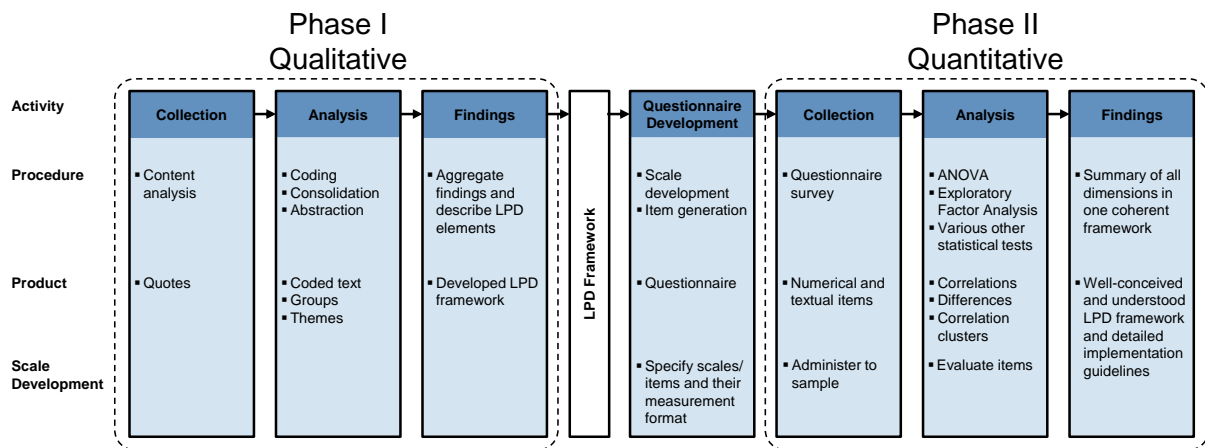 Phase I
Qualitative
Phase II
Quantitative
Activity
Collection
Analysis
Findings
LPD Framework
Questionnaire
Development
Collection
Analysis
Findings
Procedure
▪ Content
analysis
▪ Coding
▪ Consolidation
▪ Abstraction
▪ Aggregate
findings and
describe LPD
elements
▪ Scale
development
▪ Item generation
▪ Questionnaire
survey
▪ ANOVA
▪ Exploratory
Factor Analysis
▪ Various other
statistical tests
▪ Summary of all
dimensions in
one coherent
framework
Product
▪ Quotes
▪ Coded text
▪ Groups
▪ Themes
▪ Developed LPD
framework
▪ Questionnaire
▪ Numerical and
textual items
▪ Correlations
▪ Differences
▪ Correlation
clusters
▪ Well-conceived
and understood
LPD framework
and detailed
implementation
guidelines
Scale
Development
▪ Specify scales/
items and their
measurement
format
▪ Administer to
sample
▪ Evaluate items